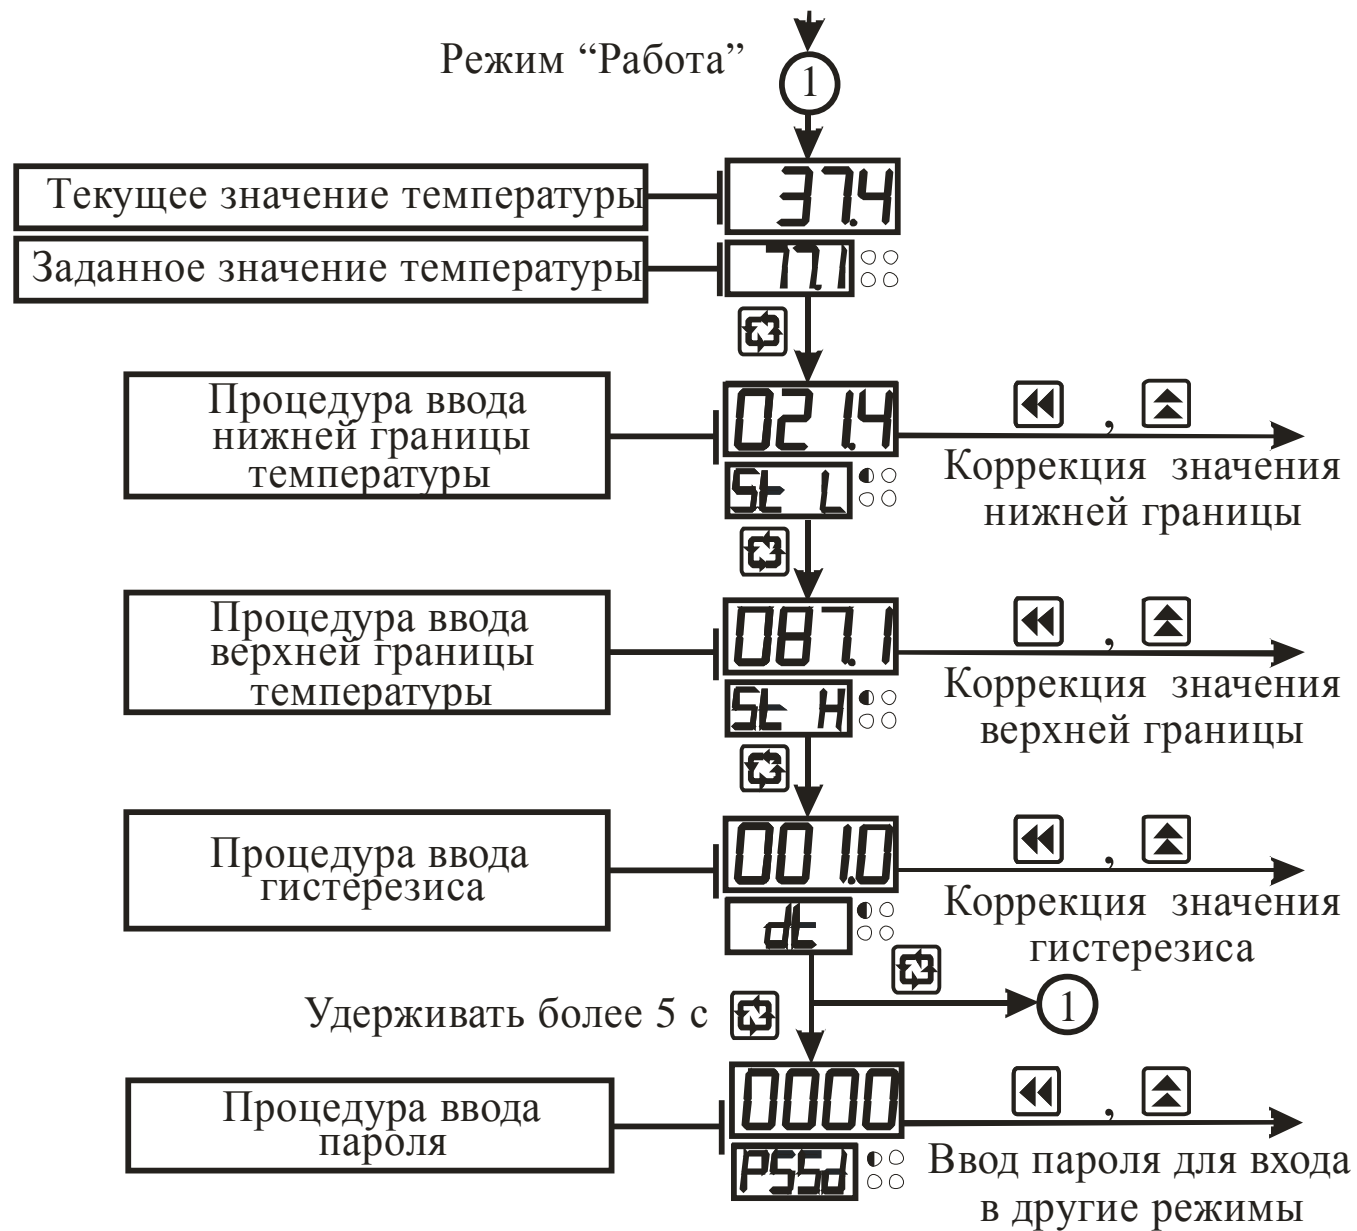 Режим “Работа”
1
Текущее значение температуры
37.4
Заданное значение температуры
77.1
Процедура ввода
нижней границы
температуры
021.4
St L
,
Коррекция значения
нижней границы
Процедура ввода
верхней границы
температуры
087.1
St H
,
Коррекция значения
верхней границы
Процедура ввода
гистерезиса
001.0
dt
,
Коррекция значения
гистерезиса
Удерживать более 5 с
1
Процедура ввода
пароля
0000
PSSd
,
Ввод пароля для входа
в другие режимы